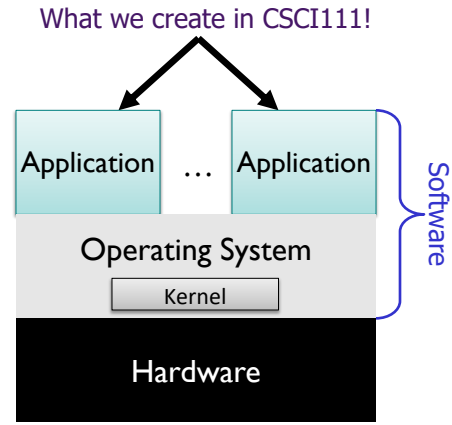 What we create in CSCI111!
Application … Application
Software
Operating System
Kernel
Hardware